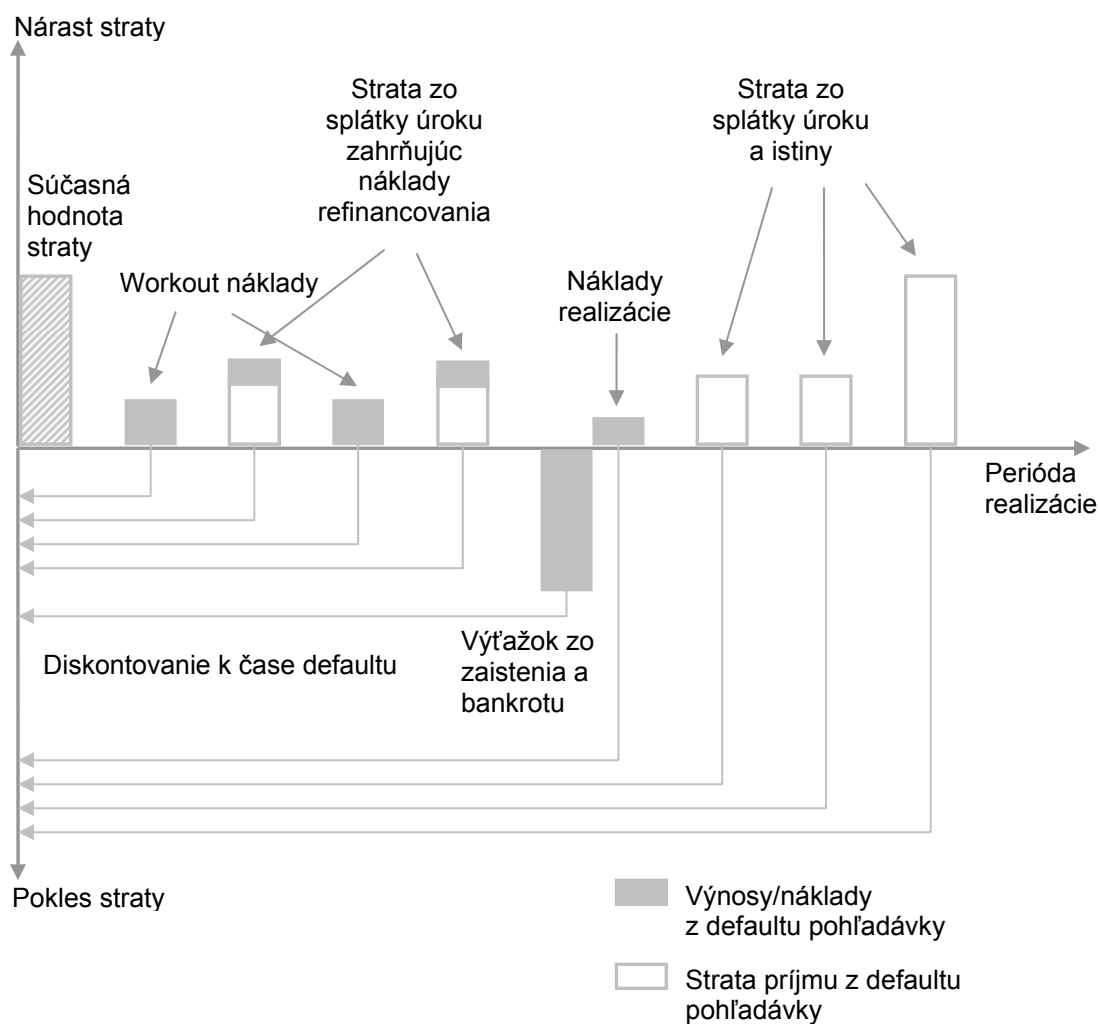 Nárast straty
Strata zo
splátky úroku
zahrňujúc
náklady
refinancovania
Strata zo
splátky úroku
a istiny
Súčasná
hodnota
straty
Workout náklady
Náklady
realizácie
Perióda
realizácie
Diskontovanie k čase defaultu
Výťažok zo
zaistenia a
bankrotu
Pokles straty
Výnosy/náklady
z defaultu pohľadávky
Strata príjmu z defaultu
pohľadávky